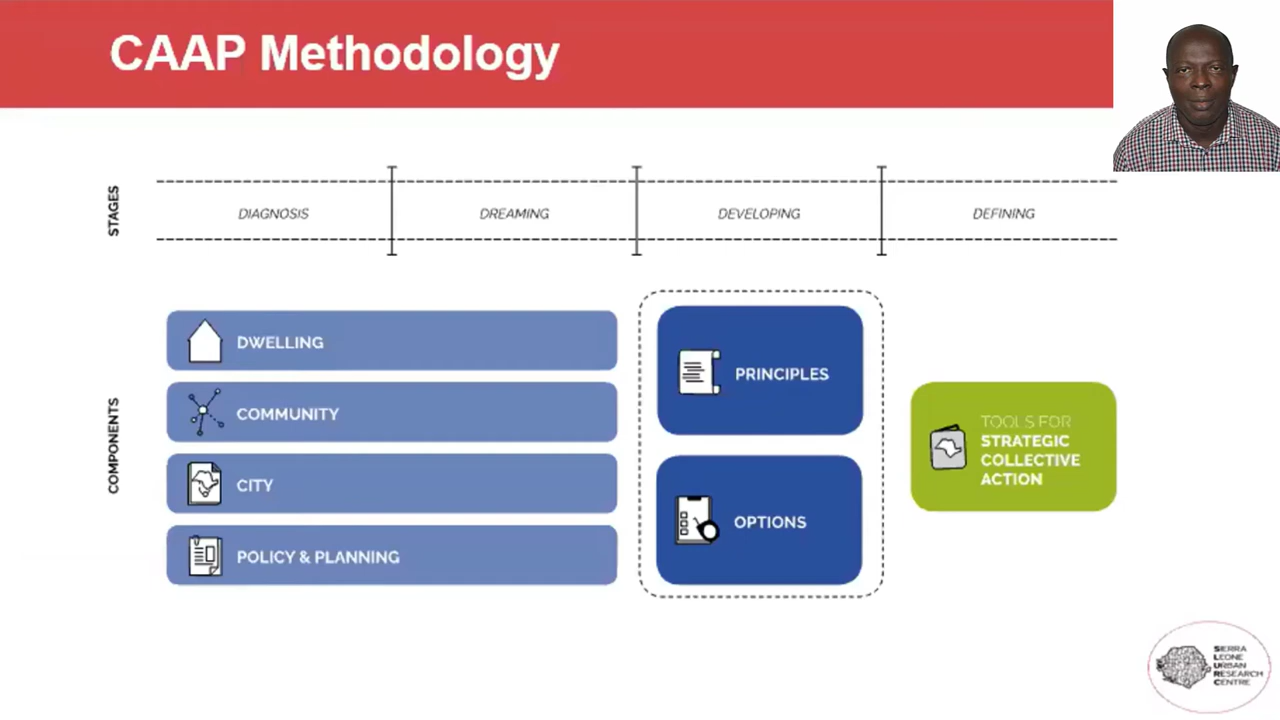 CAAP Methodology
STAGES
DIAGNOSIS
DREAMING
DEVELOPING
DEFINING
COMPONENTS
DWELLING
COMMUNITY
CITY
POLICY & PLANNING
PRINCIPLES
OPTIONS
TOOLS FOR
STRATEGIC
COLLECTIVE
ACTION
SIERRA
LEONE
URBAN
RESEARCH
CENTRE